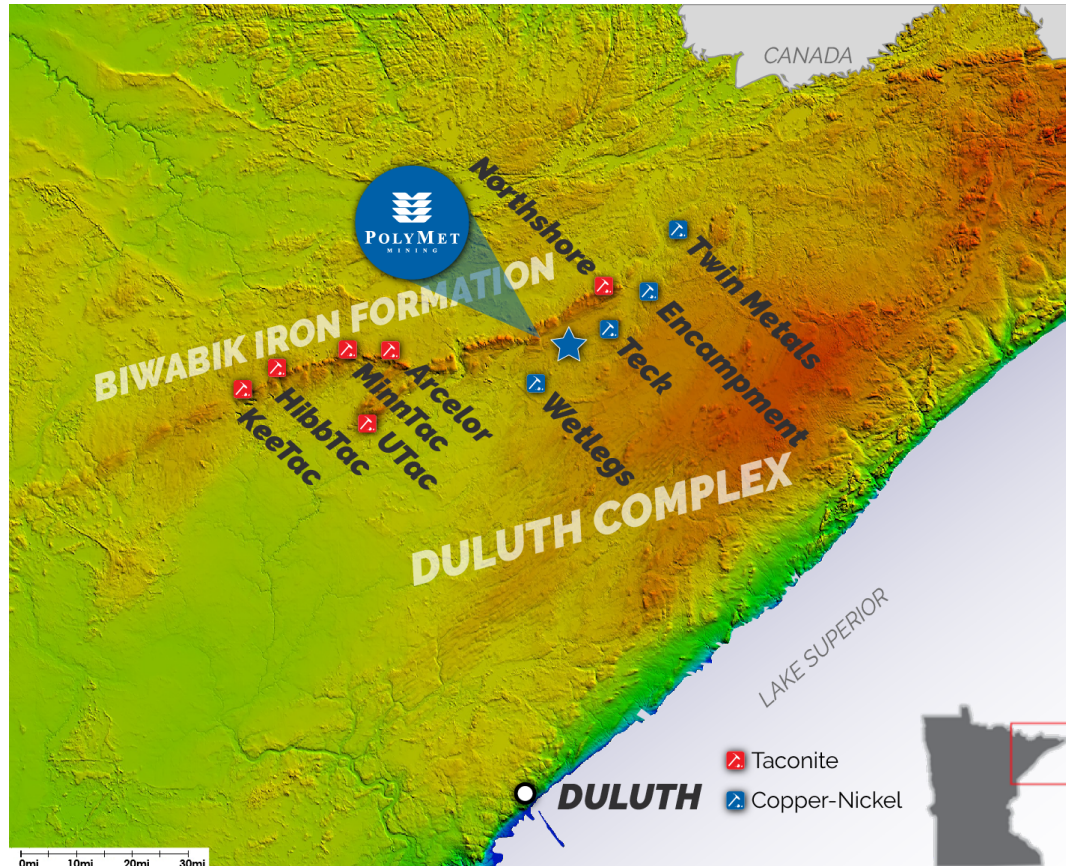 CANADA
Northshore
POLYMET
MINING
Twin Metals
BIWABIK IRON FORMATION
Encampment
Teck
Arcelor
MinnTac
HibbTac
KeeTac
UTac
Wetlegs
DULUTH COMPLEX
LAKE SUPERIOR
Taconite
DULUTH
Copper-Nickel
0mi 10mi 20mi 30mi